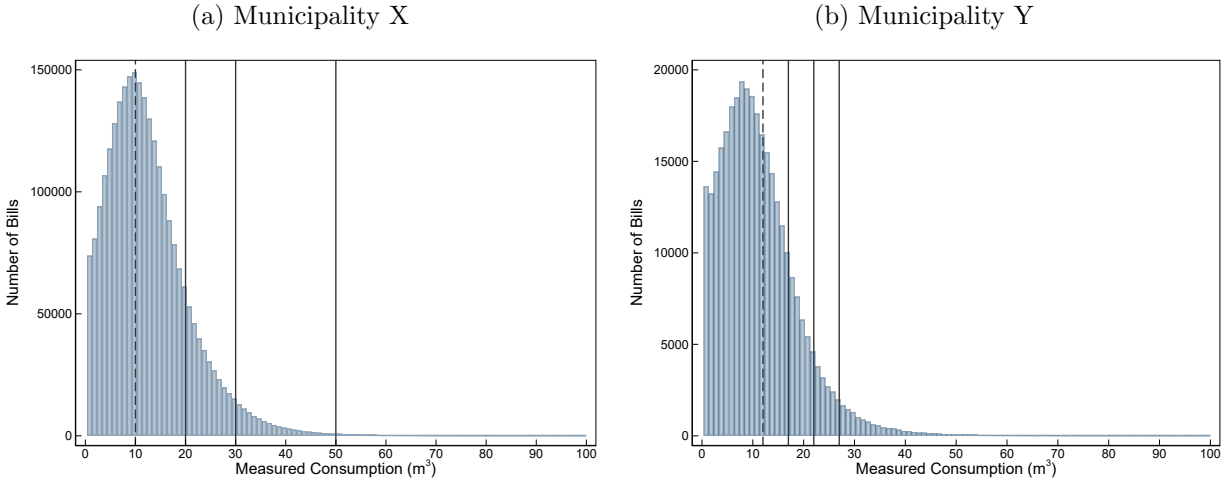 (a) Municipality X
150000
100000
50000
0
Number of Bills
0 10 20 30 40 50 60 70 80 90 100
Measured Consumption (m³)
(b) Municipality Y
20000
15000
10000
5000
0
Number of Bills
0 10 20 30 40 50 60 70 80 90 100
Measured Consumption (m³)